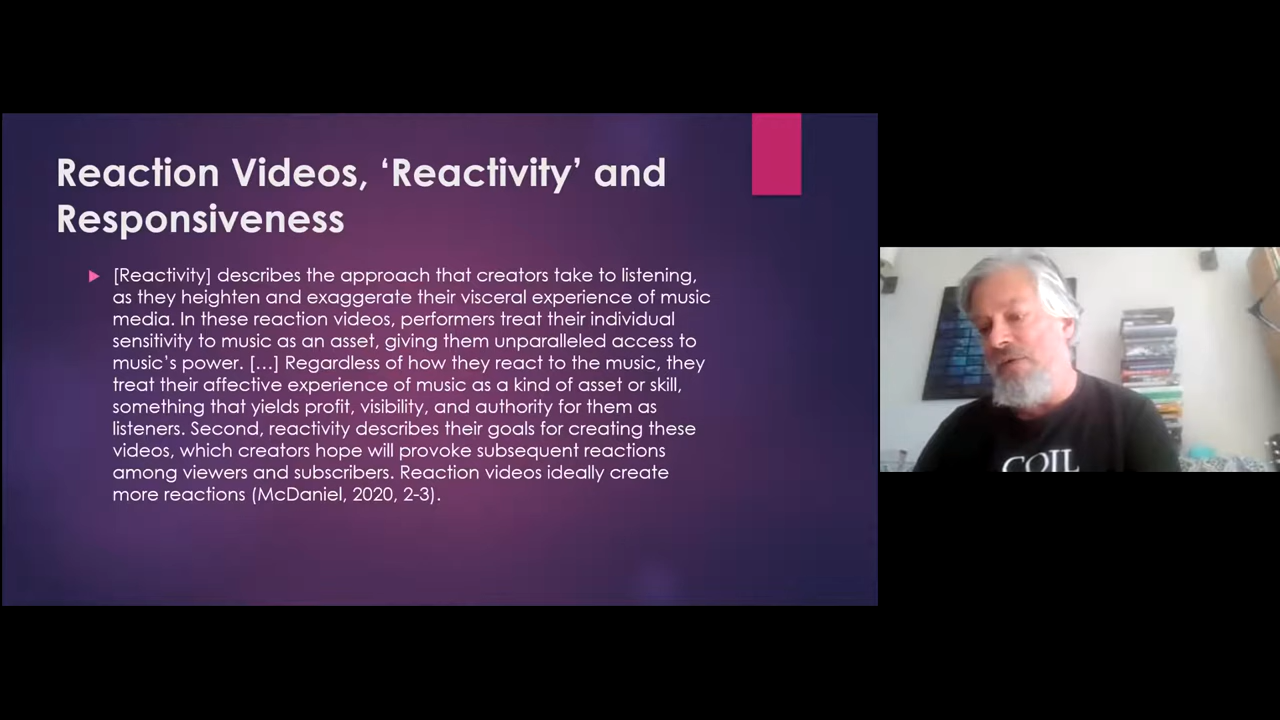 Reaction Videos, ‘Reactivity’ and
Responsiveness
[Reactivity] describes the approach that creators take to listening,
as they heighten and exaggerate their visceral experience of music
media. In these reaction videos, performers treat their individual
sensitivity to music as an asset, giving them unparalleled access to
music’s power. […] Regardless of how they react to the music, they
treat their affective experience of music as a kind of asset or skill,
something that yields profit, visibility, and authority for them as
listeners. Second, reactivity describes their goals for creating these
videos, which creators hope will provoke subsequent reactions
among viewers and subscribers. Reaction videos ideally create
more reactions (McDaniel, 2020, 2-3).
COIL